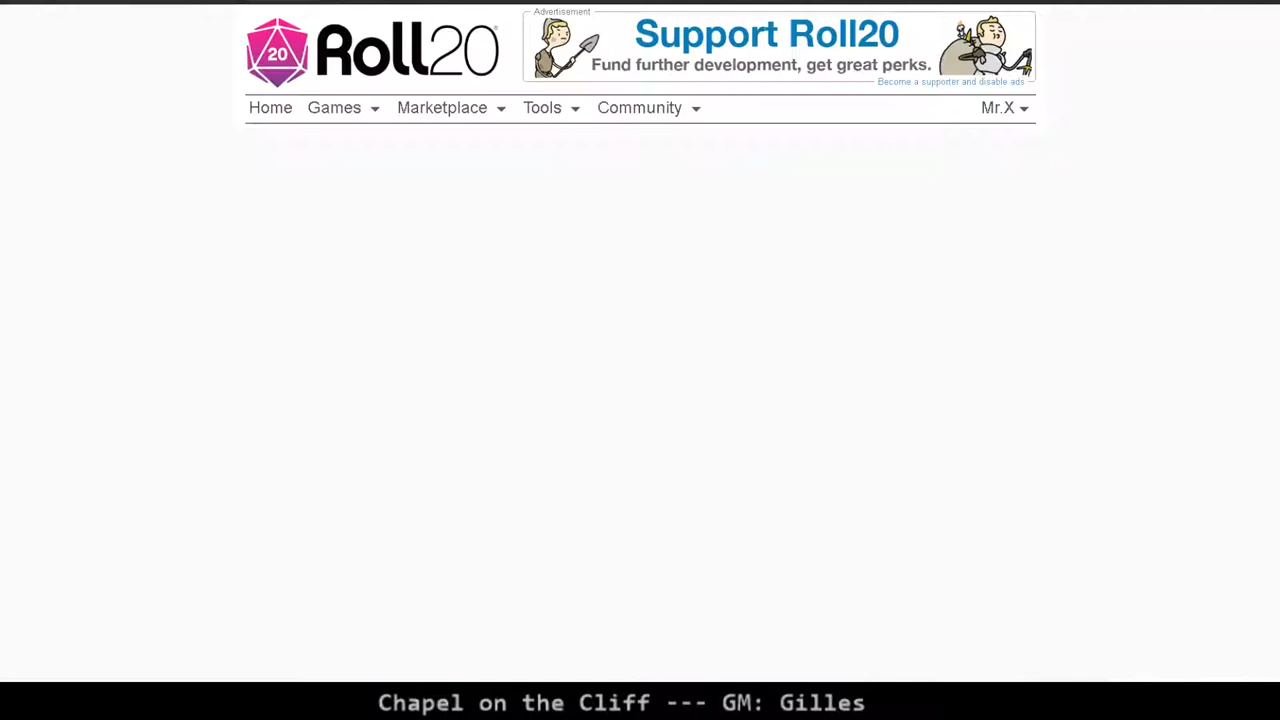 Advertisement
20 Roll20®
Support Roll20
Fund further development, get great perks.
Become a supporter and disable ads
Home Games Marketplace Tools Community Mr.X
Chapel on the Cliff --- GM: Gilles